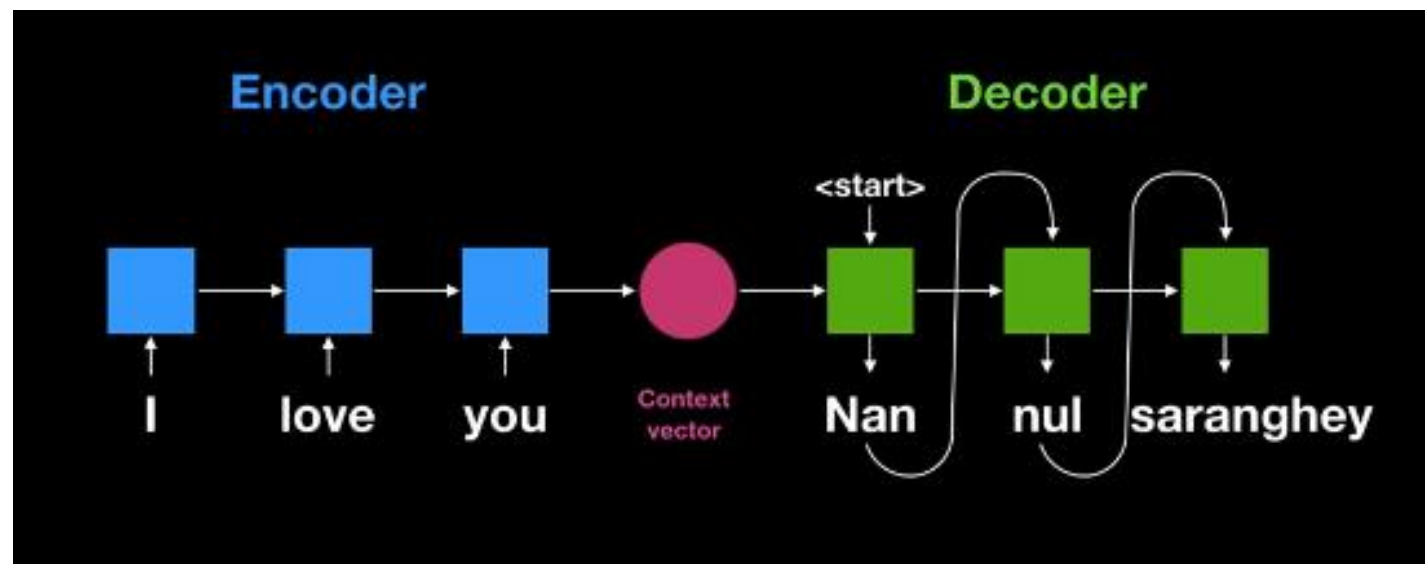 Encoder
Decoder
<start>
I love you
Context
vector
Nan nul saranghey